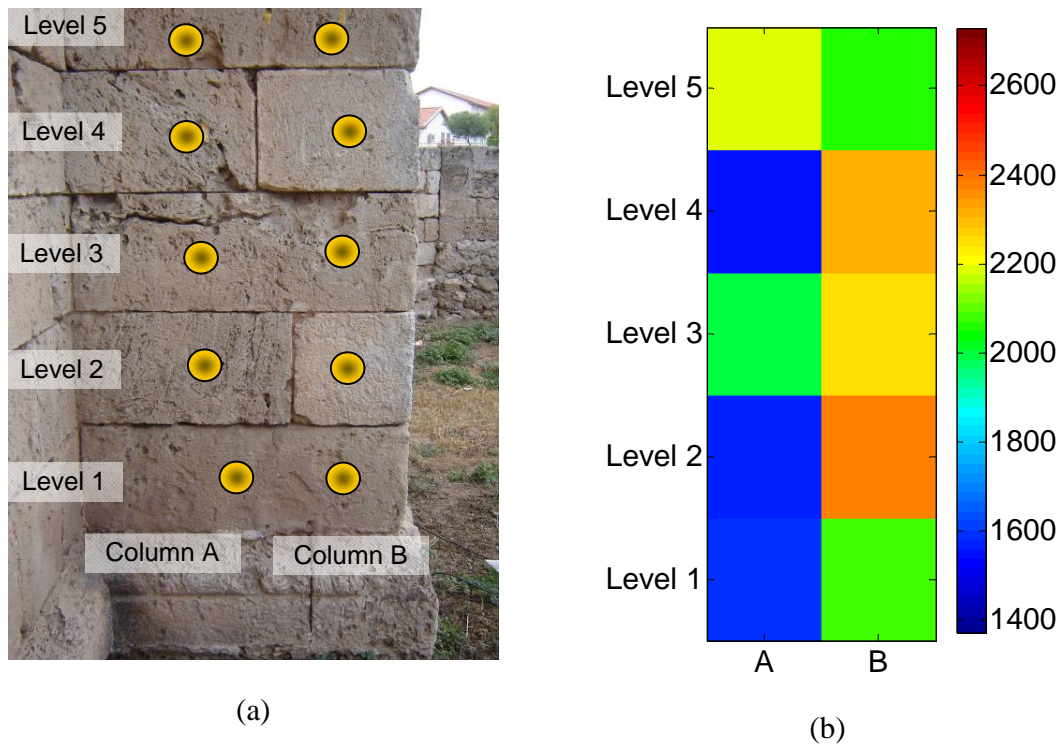 Level 5
Level 4
Level 3
Level 2
Level 1
Column A
Column B
(a)
Level 5
Level 4
Level 3
Level 2
Level 1
A
B
2600
2400
2200
2000
1800
1600
1400
(b)